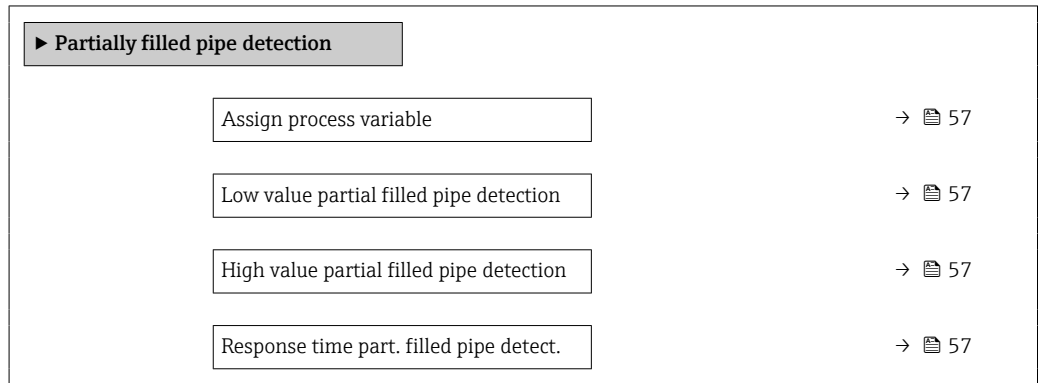 ▶ Partially filled pipe detection
Assign process variable → 57
Low value partial filled pipe detection → 57
High value partial filled pipe detection → 57
Response time part. filled pipe detect. → 57